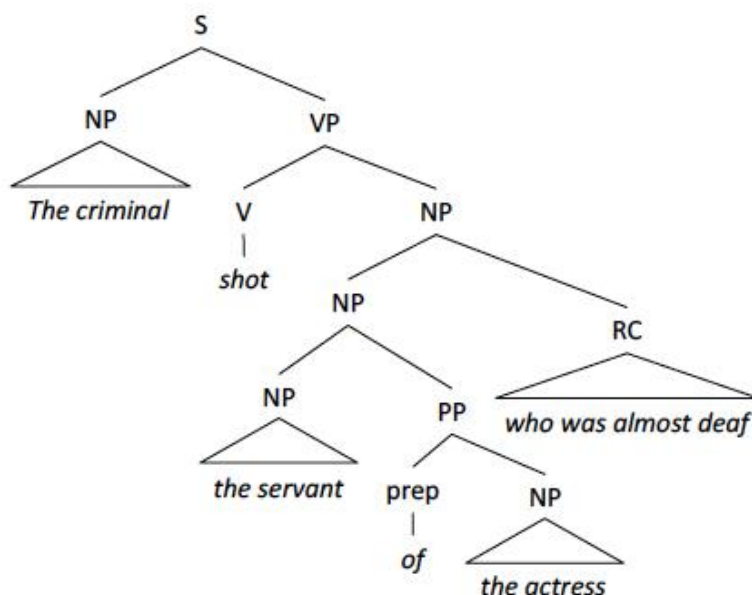 S
NP VP
The criminal V NP
shot
NP RC
NP PP who was almost deaf
the servant prep NP
of
the actress